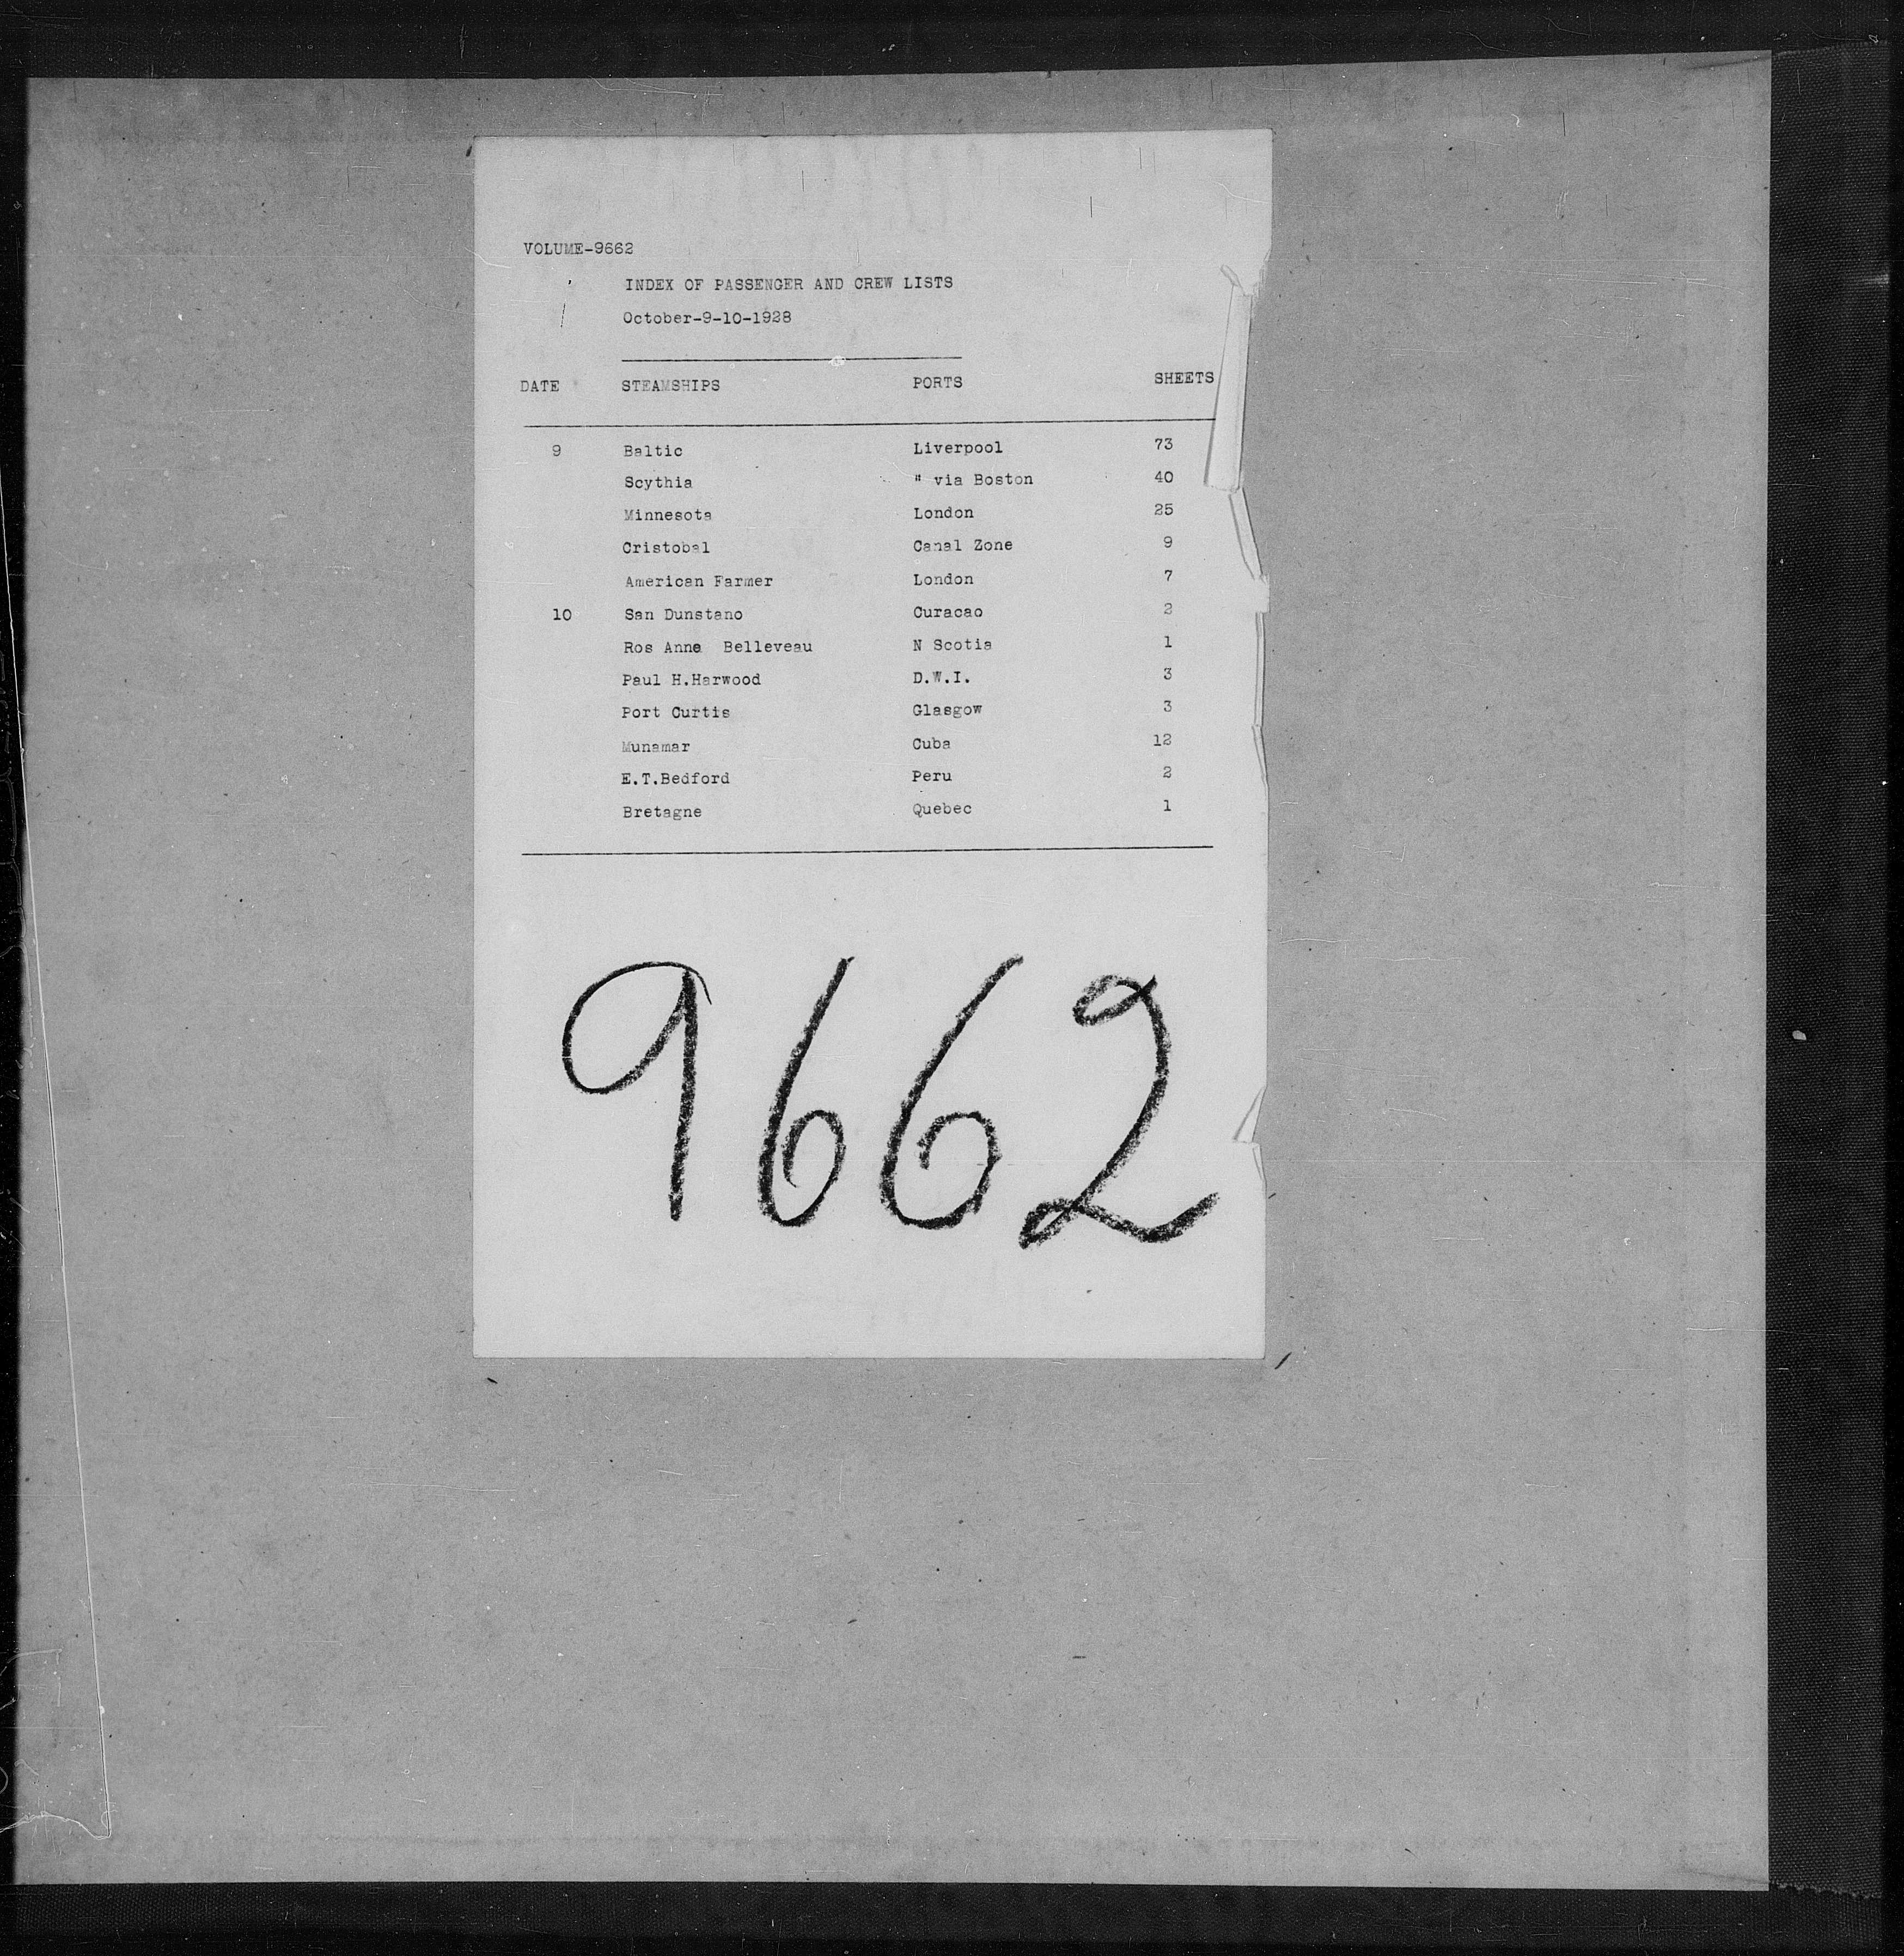 VOLUME-9662
INDEX OF PASSENGER AND CREW LISTS
October-9-10-1928
DATE STEAMSHIPS PORTS SHEETS
9 Baltic Liverpool 73
Scythia " via Boston 40
Minnesota London 25
Cristobal Canal Zone 9
American Farmer London 7
10 San Dunstano Curacao 2
Ros Anne Belleveau N Scotia 1
Paul H.Harwood D.W.I. 3
Port Curtis Glasgow 3
Munamar Cuba 12
E.T.Bedford Peru 2
Bretagne Quebec 1
9662